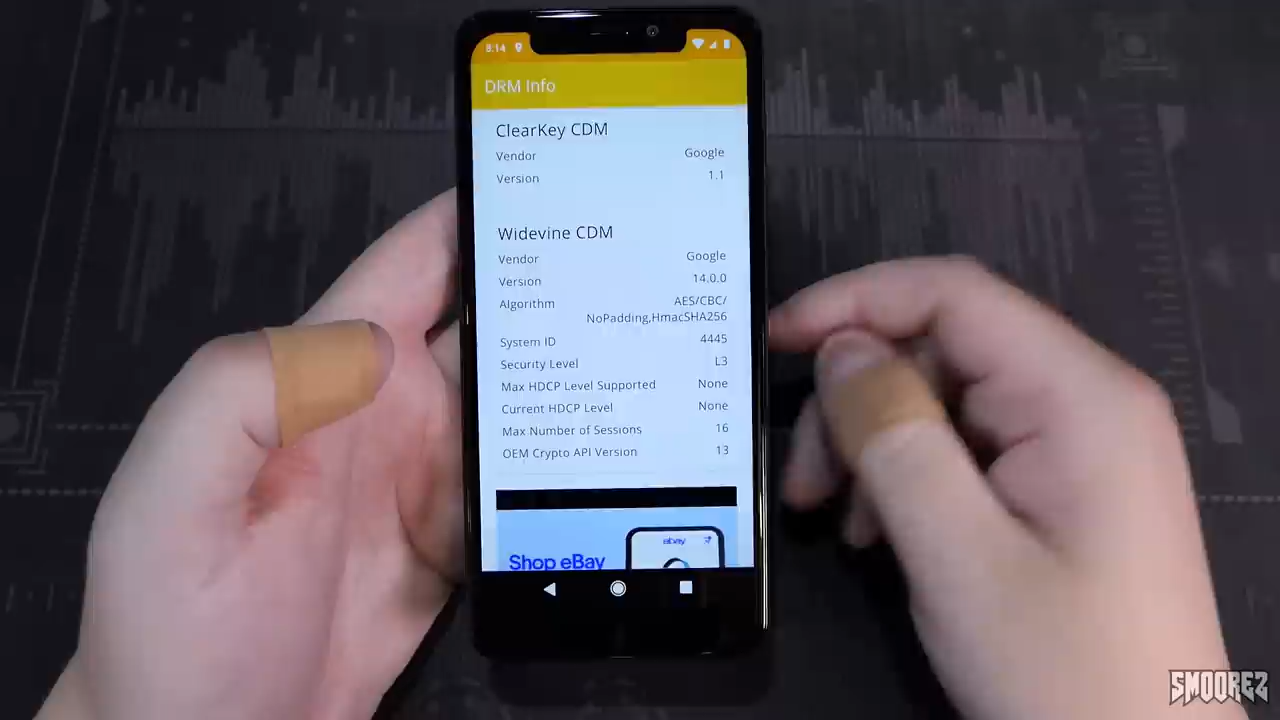 8:14
DRM Info
ClearKey CDM
Vendor Google
Version 1.1
Widevine CDM
Vendor Google
Version 14.0.0
Algorithm AES/CBC/
NoPadding,HmacSHA256
System ID 4445
Security Level L3
Max HDCP Level Supported None
Current HDCP Level None
Max Number of Sessions 16
OEM Crypto API Version 13
ebay
Shop eBay
SMOOREZ